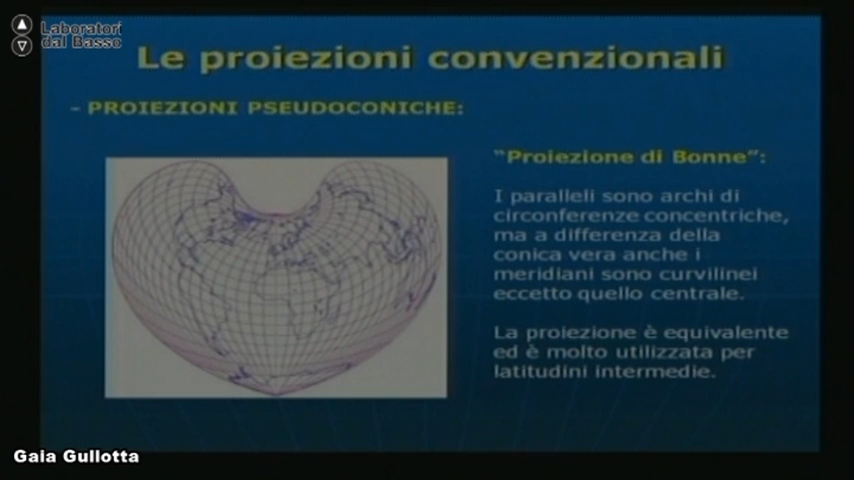 Laboratori
dal Basso
Le proiezioni convenzionali
- PROIEZIONI PSEUDOCONICHE:
"Proiezione di Bonne":
I paralleli sono archi di
circonferenze concentriche,
ma a differenza della
conica vera anche i
meridiani sono curvilinei
eccetto quello centrale.
La proiezione è equivalente
ed è molto utilizzata per
latitudini intermedie.
Gaia Gullotta